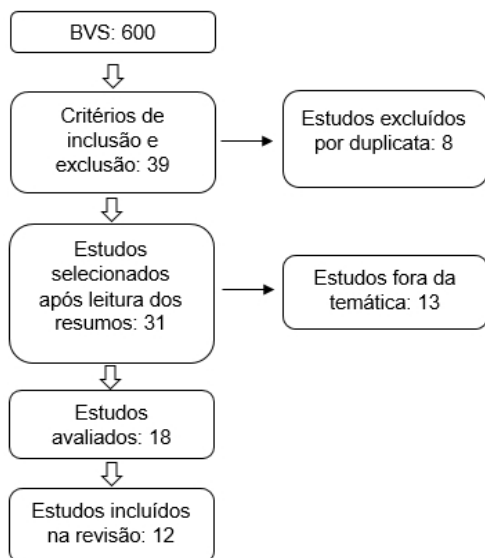 BVS: 600
Critérios de
inclusão e
exclusão: 39
Estudos excluídos
por duplicata: 8
Estudos
selecionados
após leitura dos
resumos: 31
Estudos fora da
temática: 13
Estudos
avaliados: 18
Estudos incluídos
na revisão: 12